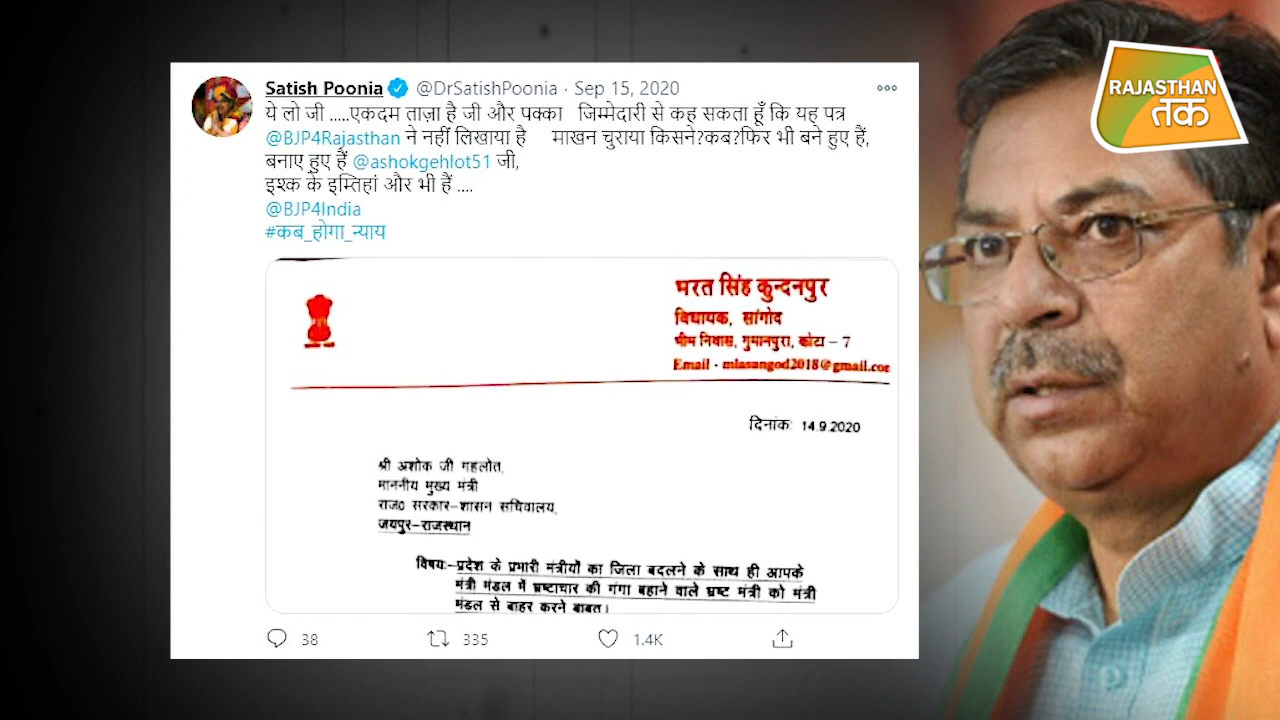 RAJASTHAN
तक
Satish Poonia @DrSatishPoonia · Sep 15, 2020
ये लो जी .....एकदम ताज़ा है जी और पक्का जिम्मेदारी से कह सकता हूँ कि यह पत्र
@BJP4Rajasthan ने नहीं लिखाया है माखन चुराया किसने?कब?फिर भी बने हुए हैं,
बनाए हुए हैं @ashokgehlot51 जी,
इश्क के इम्तिहां और भी हैं ....
@BJP4India
#कब_होगा_न्याय
भरत सिंह कुन्दनपुर
विधायक, सांगोद
भीम निवास, गुमानपुरा, कोटा – 7
Email - mlasangod2018@gmail.com
दिनांकः 14.9.2020
श्री अशोक जी गहलोत,
माननीय मुख्य मंत्री
राज0 सरकार–शासन सचिवालय,
जयपुर–राजस्थान
विषयः–प्रदेश के प्रभारी मंत्रीयों का जिला बदलने के साथ ही आपके
मंत्री मंडल में भ्रष्टाचार की गंगा बहाने वाले भ्रष्ट मंत्री को मंत्री
मंडल से बाहर करने बाबत।
38 335 1.4K